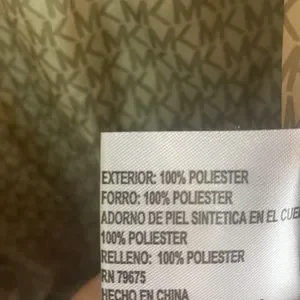 EXTERIOR: 100% POLIESTER
FORRO: 100% POLIESTER
ADORNO DE PIEL SINTETICA EN EL CUE
100% POLIESTER
RELLENO: 100% POLIESTER
RN 79675
HECHO EN CHINA